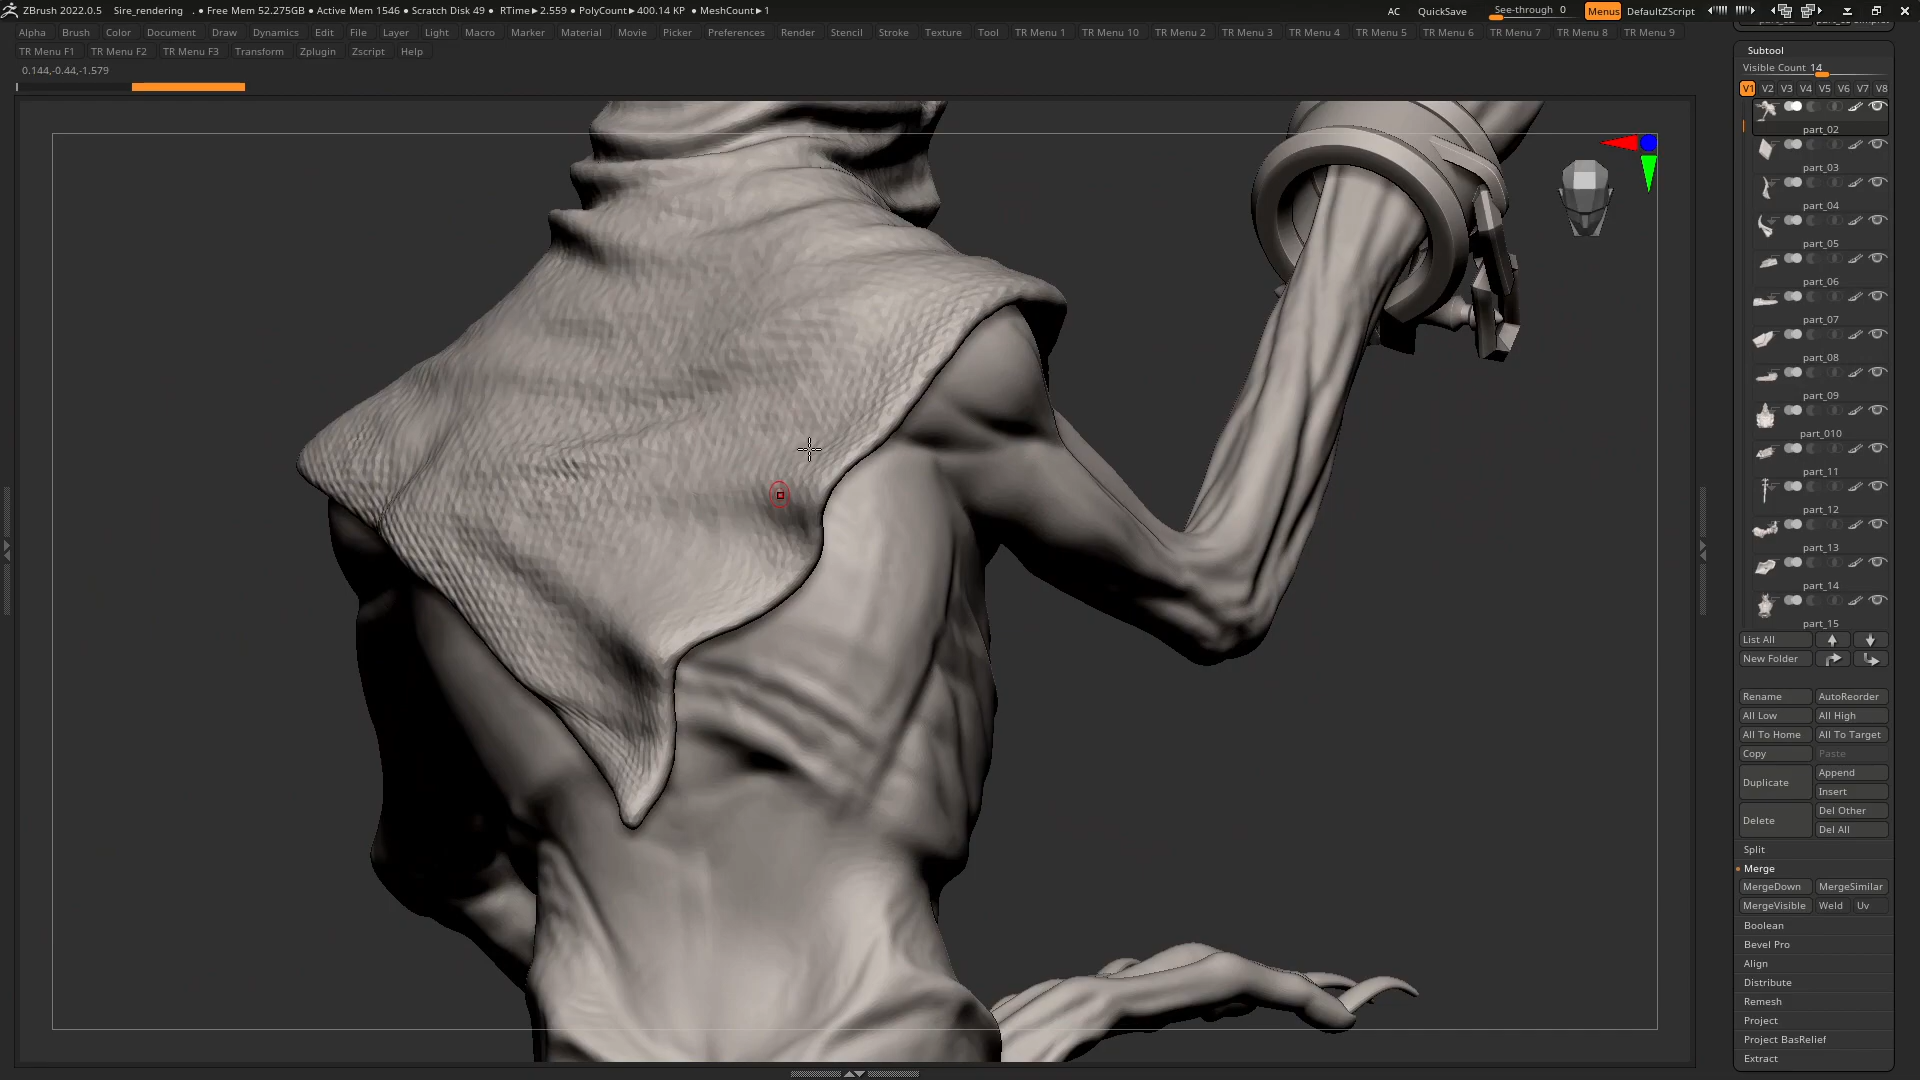 ZBrush 2022.0.5 Sire_rendering . • Free Mem 52.275GB • Active Mem 1546 • Scratch Disk 49 • RTime▸2.559 • PolyCount▸400.14 KP • MeshCount▸1 AC QuickSave See-through 0 Menus DefaultZScript
Alpha Brush Color Document Draw Dynamics Edit File Layer Light Macro Marker Material Movie Picker Preferences Render Stencil Stroke Texture Tool TR Menu 1 TR Menu 10 TR Menu 2 TR Menu 3 TR Menu 4 TR Menu 5 TR Menu 6 TR Menu 7 TR Menu 8 TR Menu 9
TR Menu F1 TR Menu F2 TR Menu F3 Transform Zplugin Zscript Help
0.144,-0.44,-1.579
Subtool
Visible Count 14
V1 V2 V3 V4 V5 V6 V7 V8
part_02
part_03
part_04
part_05
part_06
part_07
part_08
part_09
part_010
part_11
part_12
part_13
part_14
part_15
List All
New Folder
Rename AutoReorder
All Low All High
All To Home All To Target
Copy Paste
Duplicate Append
Insert
Delete Del Other
Del All
Split
Merge
MergeDown MergeSimilar
MergeVisible Weld Uv
Boolean
Bevel Pro
Align
Distribute
Remesh
Project
Project BasRelief
Extract